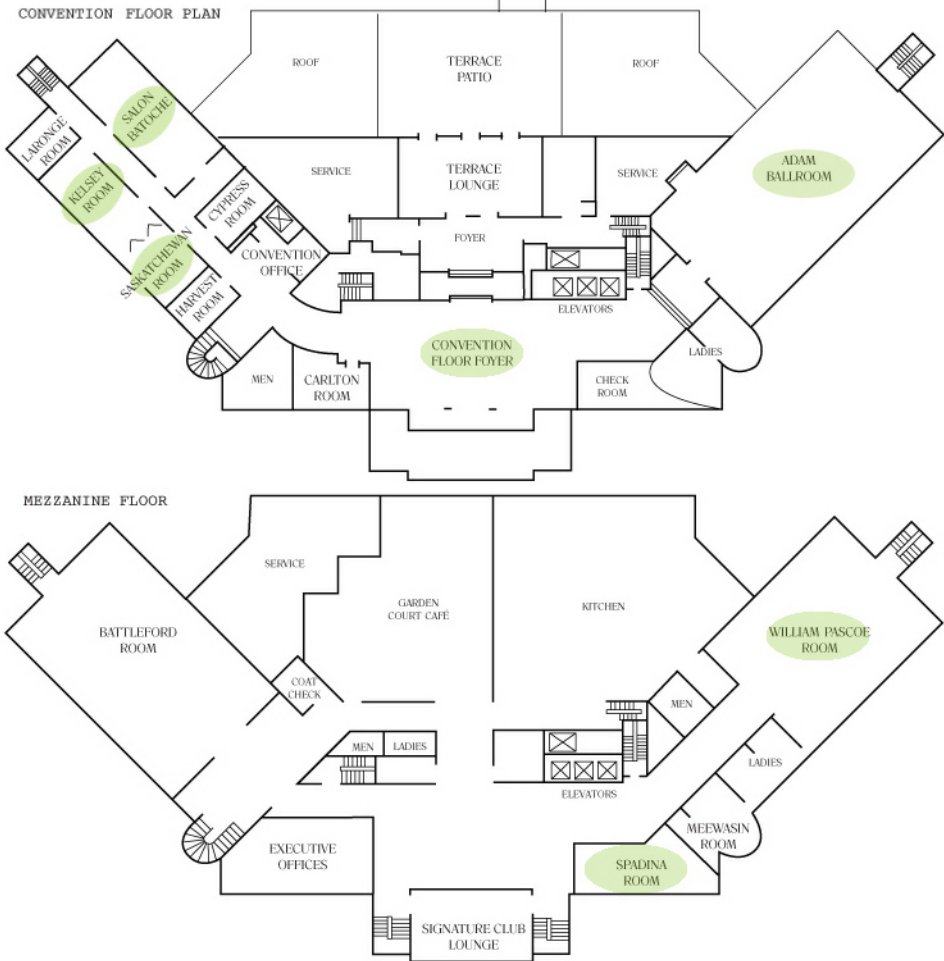 CONVENTION FLOOR PLAN
ROOF
TERRACE
PATIO
ROOF
SALON
BATOCHE
LARONGE
ROOM
KELSEY
ROOM
SERVICE
TERRACE
LOUNGE
SERVICE
ADAM
BALLROOM
CYPRESS
ROOM
FOYER
CONVENTION
OFFICE
SASKATCHEWAN
ROOM
HARVEST
ROOM
ELEVATORS
CONVENTION
FLOOR FOYER
LADIES
MEN
CARLTON
ROOM
CHECK
ROOM
MEZZANINE FLOOR
SERVICE
GARDEN
COURT CAFÉ
KITCHEN
BATTLEFORD
ROOM
WILLIAM PASCOE
ROOM
COAT
CHECK
MEN
MEN
LADIES
LADIES
ELEVATORS
MEEWASIN
ROOM
EXECUTIVE
OFFICES
SPADINA
ROOM
SIGNATURE CLUB
LOUNGE